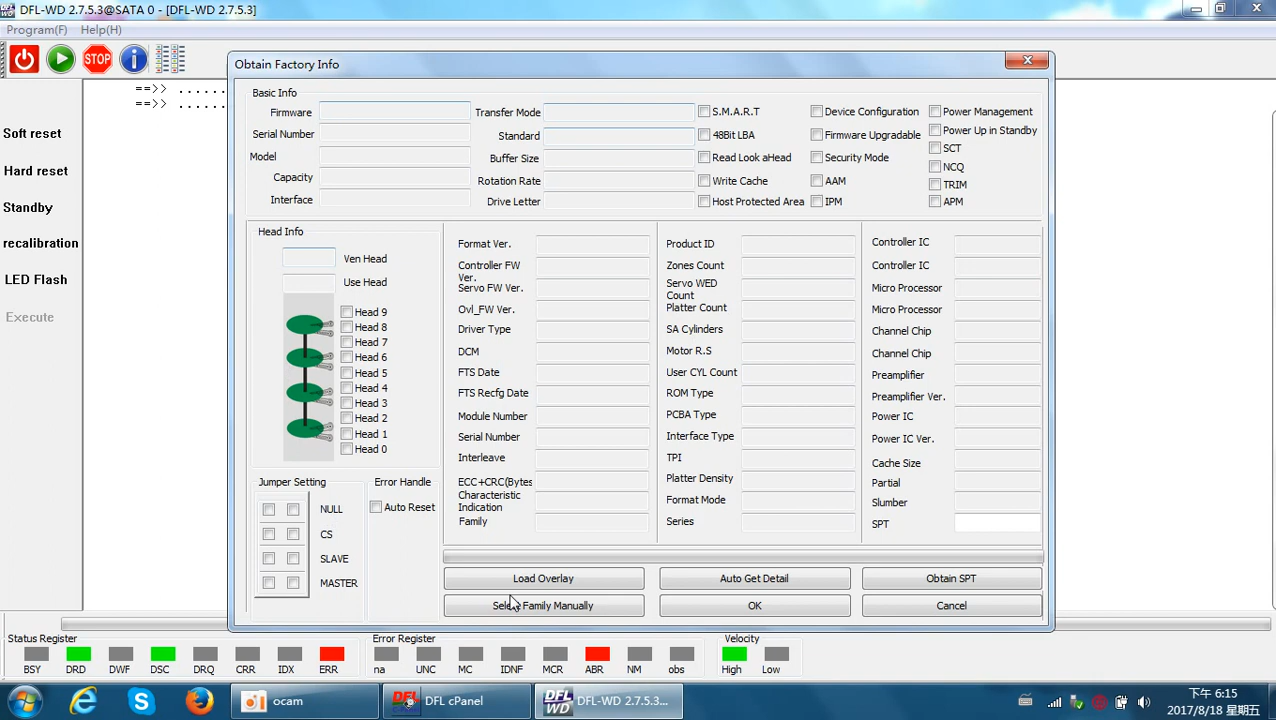 DFL-WD 2.7.5.3@SATA 0 - [DFL-WD 2.7.5.3]
Program(F) Help(H)
STOP
==>> .......
==>> .......
Soft reset
Hard reset
Standby
recalibration
LED Flash
Execute
Obtain Factory Info
Basic Info
Firmware
Serial Number
Model
Capacity
Interface
Transfer Mode
Standard
Buffer Size
Rotation Rate
Drive Letter
S.M.A.R.T
48Bit LBA
Read Look aHead
Write Cache
Host Protected Area
Device Configuration
Firmware Upgradable
Security Mode
AAM
IPM
Power Management
Power Up in Standby
SCT
NCQ
TRIM
APM
Head Info
Ven Head
Use Head
Head 9
Head 8
Head 7
Head 6
Head 5
Head 4
Head 3
Head 2
Head 1
Head 0
Jumper Setting
NULL
CS
SLAVE
MASTER
Error Handle
Auto Reset
Format Ver.
Controller FW
Ver.
Servo FW Ver.
Ovl_FW Ver.
Driver Type
DCM
FTS Date
FTS Recfg Date
Module Number
Serial Number
Interleave
ECC+CRC(Bytes
Characteristic
Indication
Family
Product ID
Zones Count
Servo WED
Count
Platter Count
SA Cylinders
Motor R.S
User CYL Count
ROM Type
PCBA Type
Interface Type
TPI
Platter Density
Format Mode
Series
Controller IC
Controller IC
Micro Processor
Micro Processor
Channel Chip
Channel Chip
Preamplifier
Preamplifier Ver.
Power IC
Power IC Ver.
Cache Size
Partial
Slumber
SPT
Load Overlay
Auto Get Detail
Obtain SPT
Select Family Manually
OK
Cancel
Status Register
BSY DRD DWF DSC DRQ CRR IDX ERR
Error Register
na UNC MC IDNF MCR ABR NM obs
Velocity
High Low
ocam
DFL cPanel
DFL-WD
DFL-WD 2.7.5.3...
下午 6:15
2017/8/18 星期五